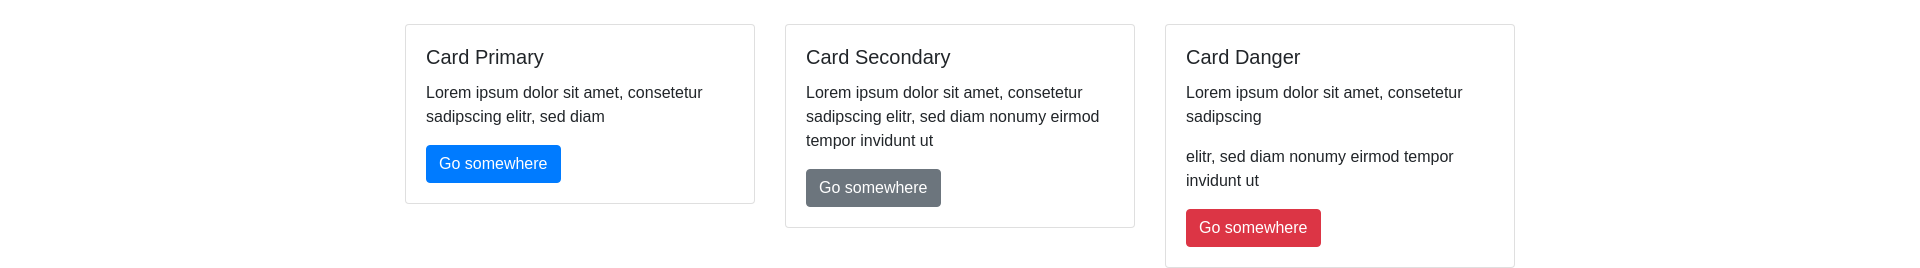 Card Primary
Lorem ipsum dolor sit amet, consetetur
sadipscing elitr, sed diam
Go somewhere
Card Secondary
Lorem ipsum dolor sit amet, consetetur
sadipscing elitr, sed diam nonumy eirmod
tempor invidunt ut
Go somewhere
Card Danger
Lorem ipsum dolor sit amet, consetetur
sadipscing
elitr, sed diam nonumy eirmod tempor
invidunt ut
Go somewhere